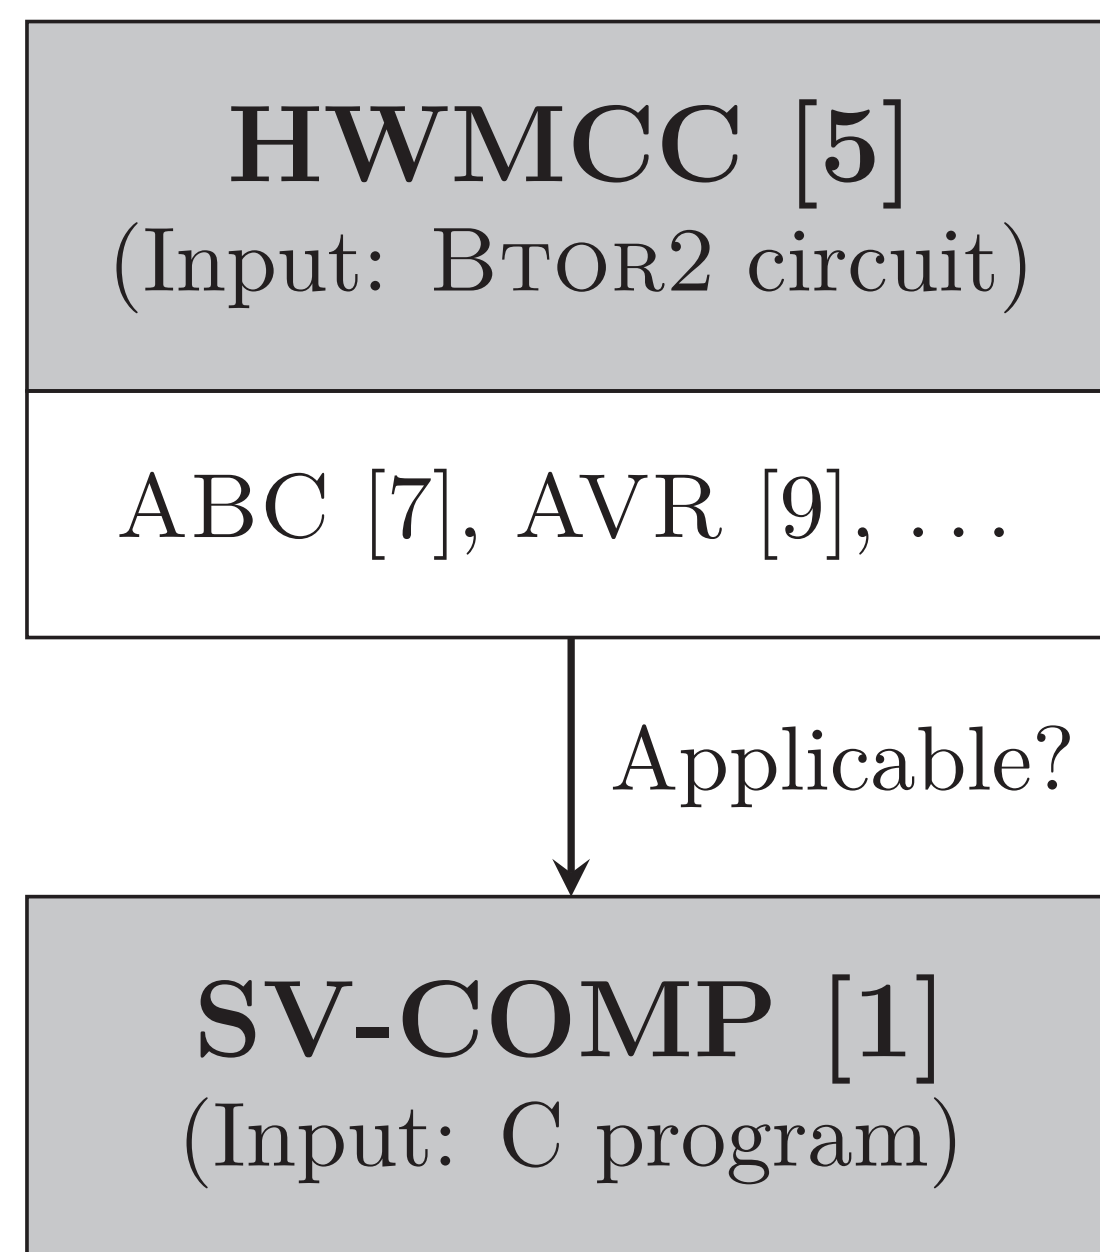 HWMCC [5]
(Input: BTOR2 circuit)
ABC [7], AVR [9], ...
Applicable?
SV-COMP [1]
(Input: C program)